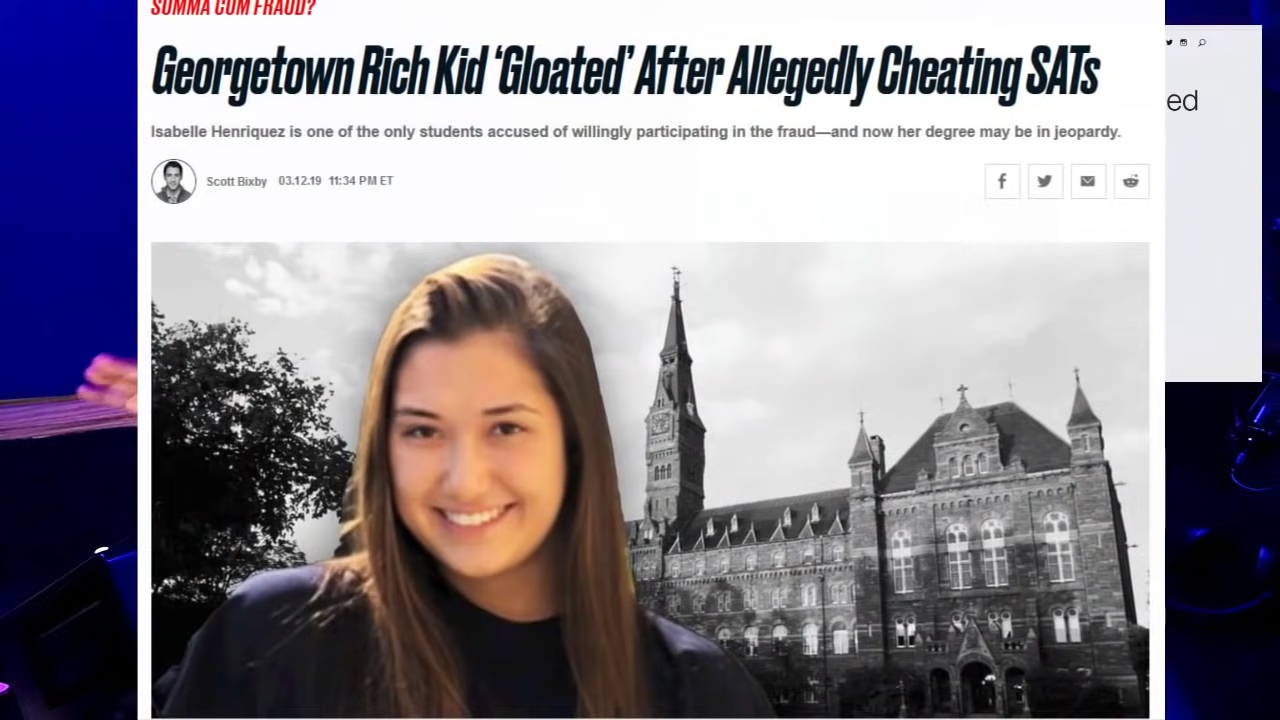 SUMMA CUM FRAUD?
Georgetown Rich Kid ‘Gloated’ After Allegedly Cheating SATs
Isabelle Henriquez is one of the only students accused of willingly participating in the fraud—and now her degree may be in jeopardy.
Scott Bixby 03.12.19 11:34 PM ET
ed